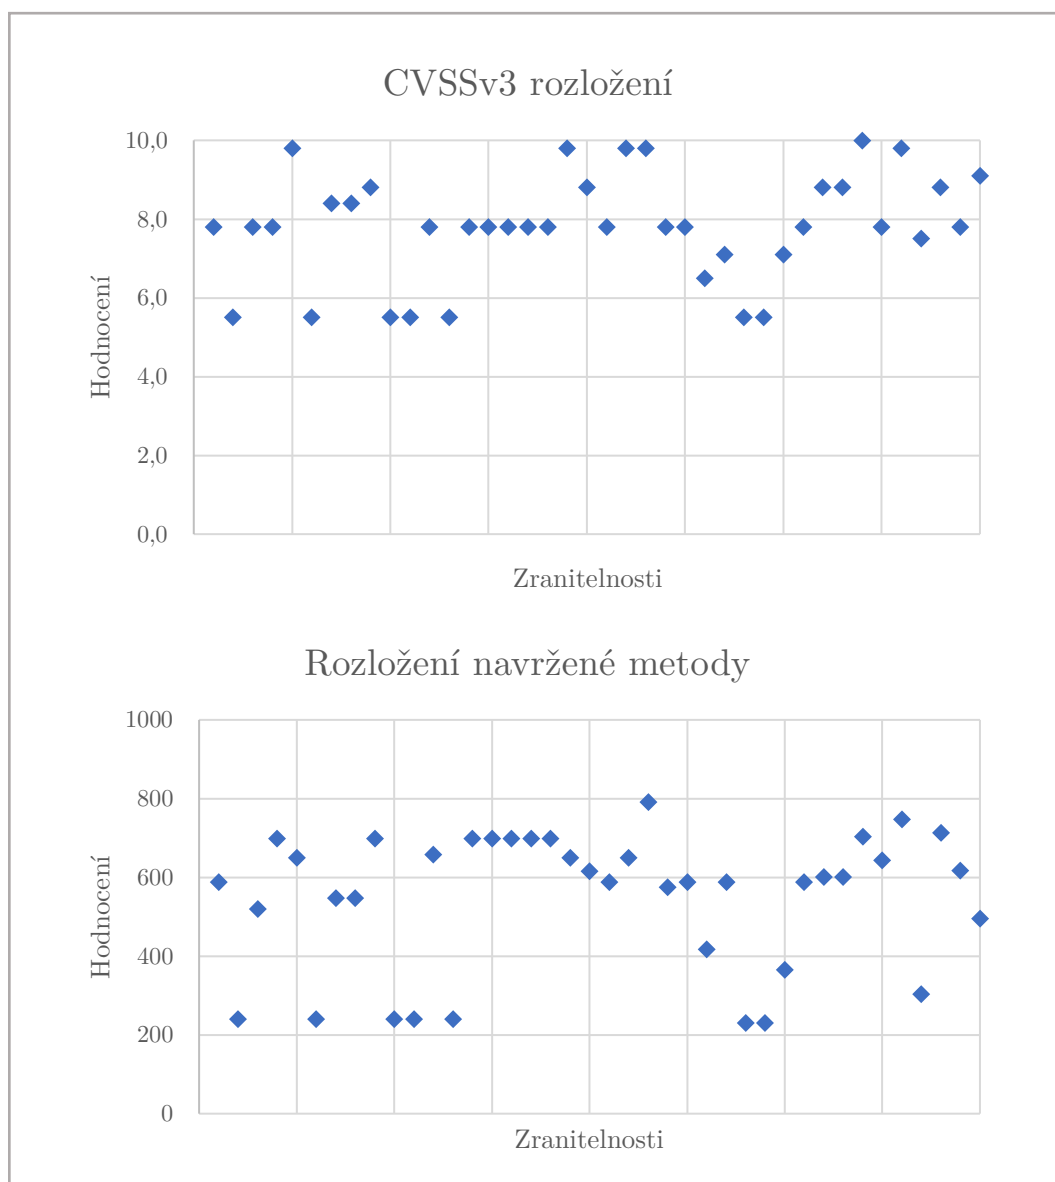 CVSSv3 rozložení
10,0
8,0
6,0
4,0
2,0
0,0
Hodnocení
Zranitelnosti
Rozložení navržené metody
1000
800
600
400
200
0
Hodnocení
Zranitelnosti